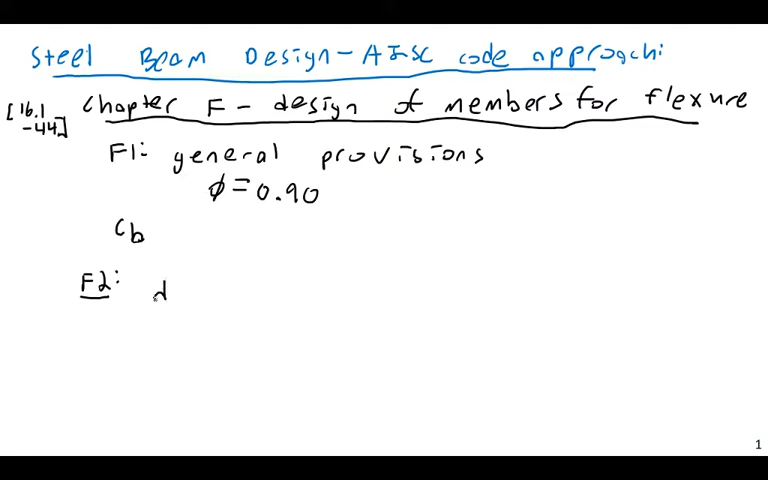 Steel Beam Design-AISC code approach:
[16.1 Chapter F - design of members for flexure
-44]
F1: general provisions
φ = 0.90
Cb
F2: d
1